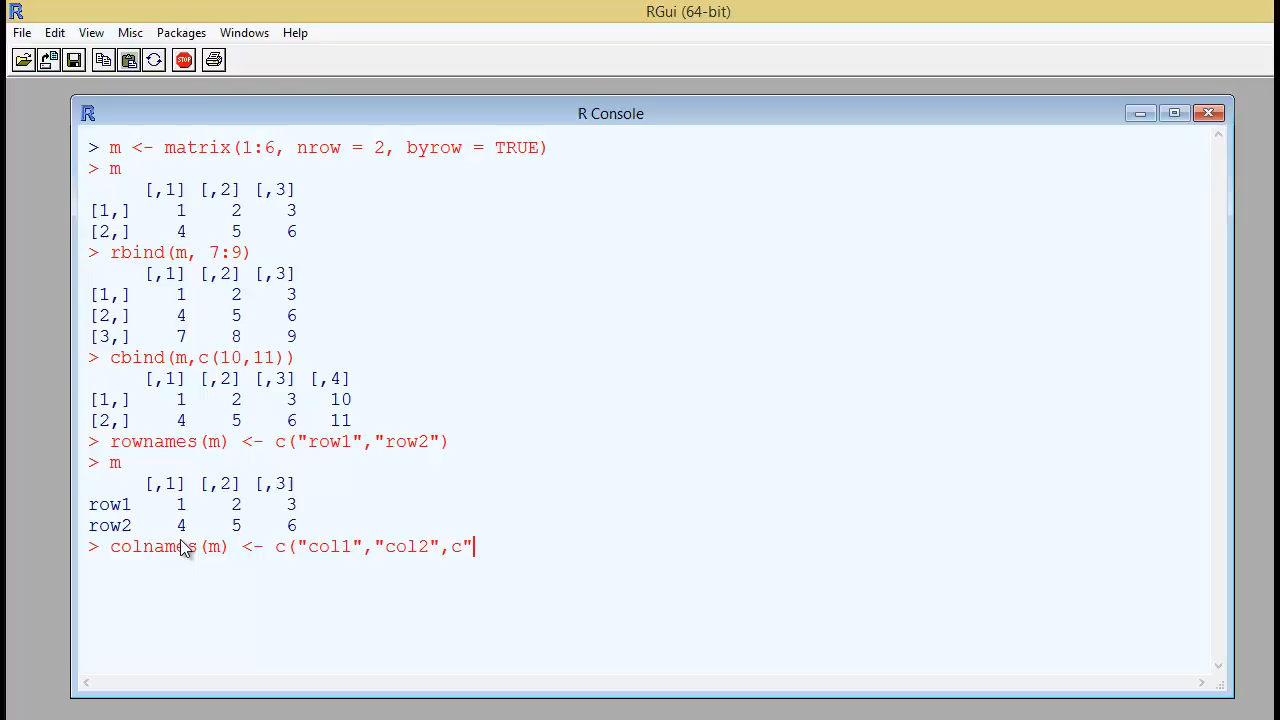 RGui (64-bit)
File Edit View Misc Packages Windows Help
STOP
R Console
> m <- matrix(1:6, nrow = 2, byrow = TRUE)
> m
     [,1] [,2] [,3]
[1,]    1    2    3
[2,]    4    5    6
> rbind(m, 7:9)
     [,1] [,2] [,3]
[1,]    1    2    3
[2,]    4    5    6
[3,]    7    8    9
> cbind(m,c(10,11))
     [,1] [,2] [,3] [,4]
[1,]    1    2    3   10
[2,]    4    5    6   11
> rownames(m) <- c("row1","row2")
> m
     [,1] [,2] [,3]
row1    1    2    3
row2    4    5    6
> colnames(m) <- c("col1","col2",c"